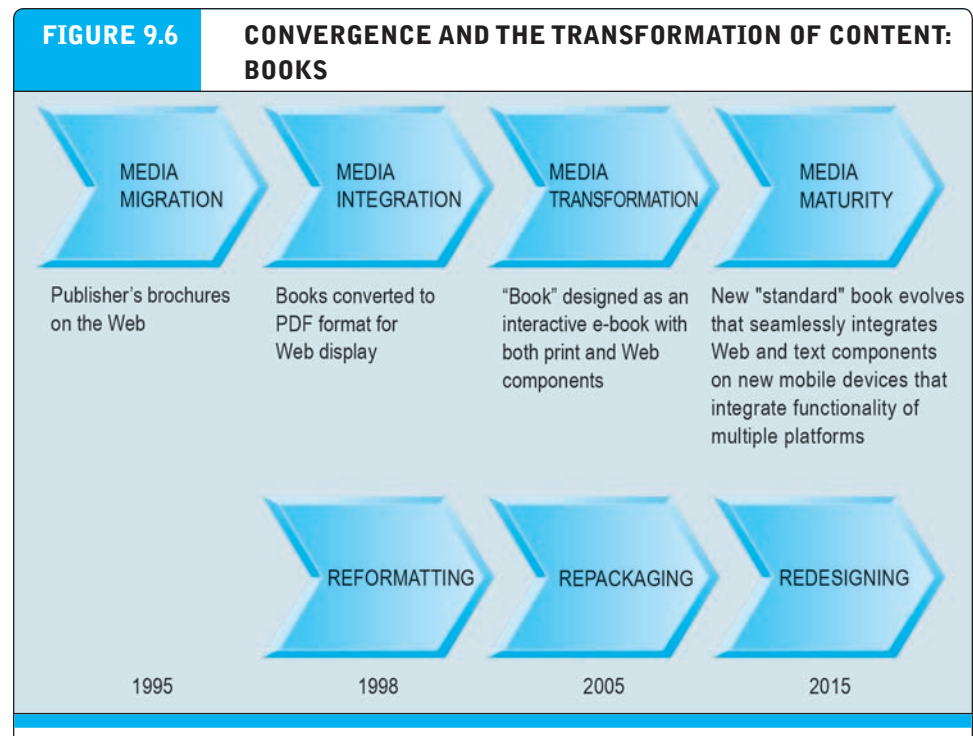 FIGURE 9.6
CONVERGENCE AND THE TRANSFORMATION OF CONTENT:
BOOKS
MEDIA
MIGRATION
MEDIA
INTEGRATION
MEDIA
TRANSFORMATION
MEDIA
MATURITY
Publisher's brochures
on the Web
Books converted to
PDF format for
Web display
“Book” designed as an
interactive e-book with
both print and Web
components
New "standard" book evolves
that seamlessly integrates
Web and text components
on new mobile devices that
integrate functionality of
multiple platforms
REFORMATTING
REPACKAGING
REDESIGNING
1995
1998
2005
2015